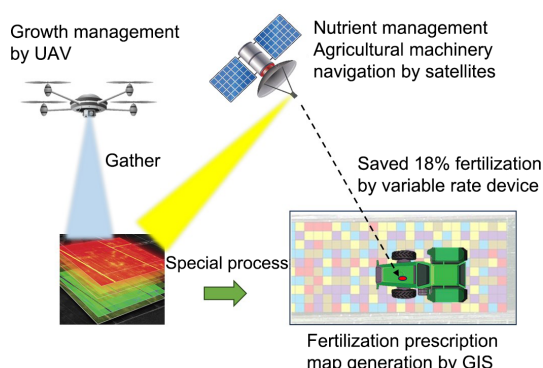 Growth management
by UAV
Nutrient management
Agricultural machinery
navigation by satellites
Gather
Saved 18% fertilization
by variable rate device
Special process
Fertilization prescription
map generation by GIS